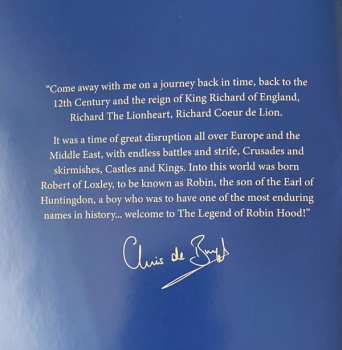 "Come away with me on a journey back in time, back to the
12th Century and the reign of King Richard of England,
Richard The Lionheart, Richard Coeur de Lion.
It was a time of great disruption all over Europe and the
Middle East, with endless battles and strife, Crusades and
skirmishes, Castles and Kings. Into this world was born
Robert of Loxley, to be known as Robin, the son of the Earl of
Huntingdon, a boy who was to have one of the most enduring
names in history... welcome to The Legend of Robin Hood!"
Chris de Burgh